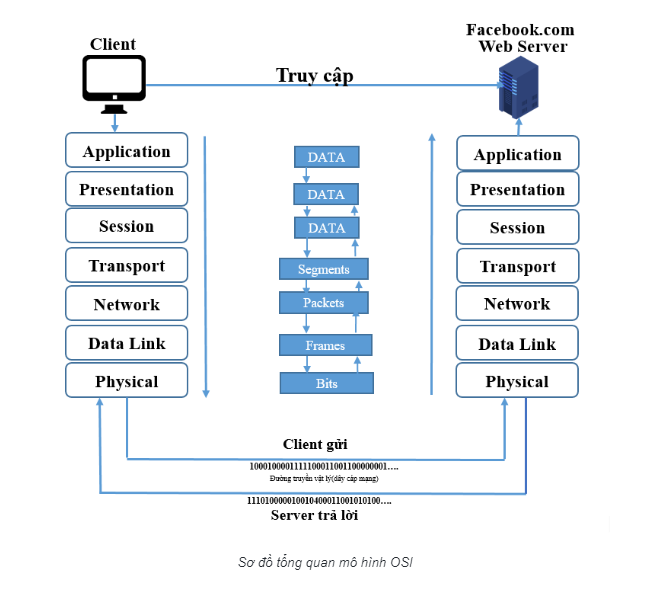 Client
Facebook.com
Web Server
Truy cập
Application
Presentation
Session
Transport
Network
Data Link
Physical
DATA
DATA
DATA
Segments
Packets
Frames
Bits
Application
Presentation
Session
Transport
Network
Data Link
Physical
Client gửi
10001000011111000110011000000001….
Đường truyền vật lý(dây cáp mạng)
1110100000100104000110010 10100….
Server trả lời
Sơ đồ tổng quan mô hình OSI